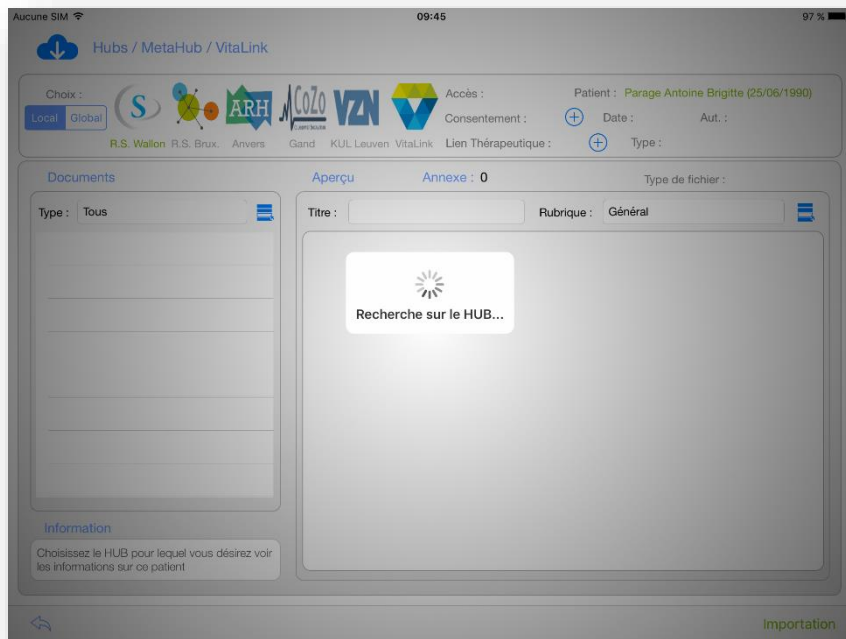 Aucune SIM 09:45 97 %
Hubs / MetaHub / VitaLink
Choix :
Local Global
S
ARH
CoZo
VZN
R.S. Wallon R.S. Brux. Anvers Gand KUL Leuven VitaLink
Accès :
Consentement :
Lien Thérapeutique :
Patient : Parage Antoine Brigitte (25/06/1990)
Date : Aut. :
Type :
Documents
Type : Tous
Aperçu Annexe : 0 Type de fichier :
Titre : Rubrique : Général
Recherche sur le HUB...
Information
Choisissez le HUB pour lequel vous désirez voir
les informations sur ce patient
Importation